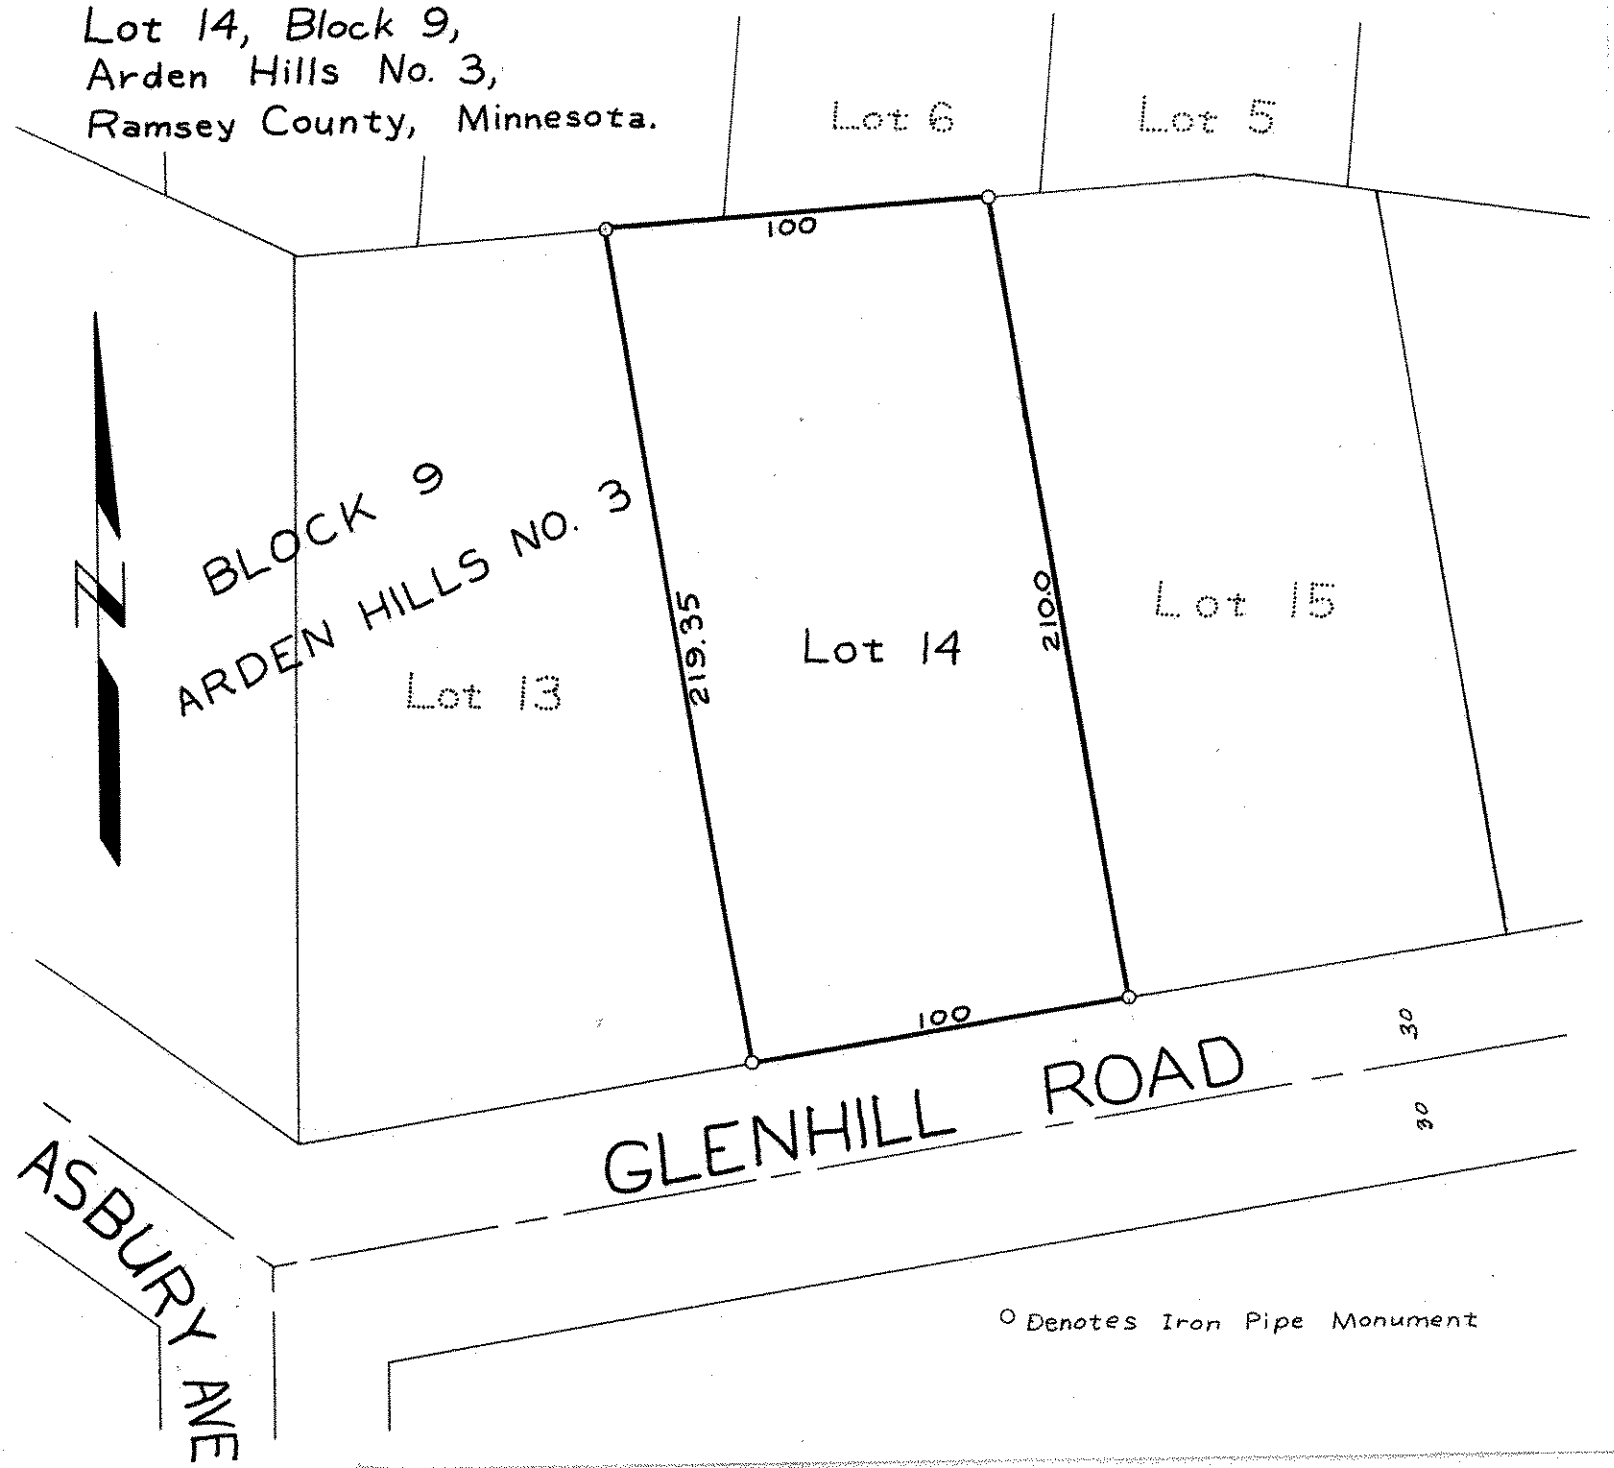 Lot 14, Block 9,
Arden Hills No. 3,
Ramsey County, Minnesota.
Lot 6
Lot 5
100
N
BLOCK 9
ARDEN HILLS NO. 3
219.35
210.0
Lot 13
Lot 14
Lot 15
100
30
GLENHILL ROAD
30
ASBURY AVE
O Denotes Iron Pipe Monument